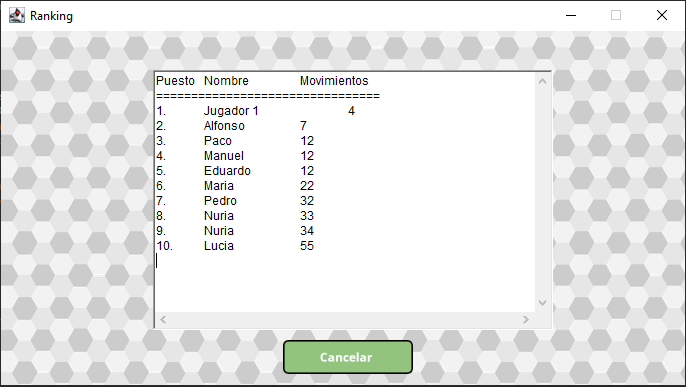 Ranking
Puesto Nombre Movimientos
================================
1. Jugador 1 4
2. Alfonso 7
3. Paco 12
4. Manuel 12
5. Eduardo 12
6. Maria 22
7. Pedro 32
8. Nuria 33
9. Nuria 34
10. Lucia 55
Cancelar